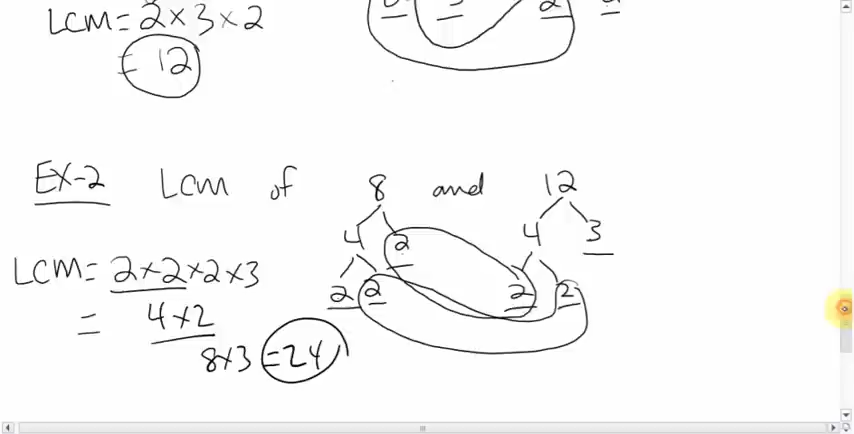 LCM = 2 × 3 × 2
= 12
EX-2 LCM of 8 and 12
4 2 4 3
LCM = 2 × 2 × 2 × 3
2 2 2 2
= 4 × 2
8 × 3 = 24